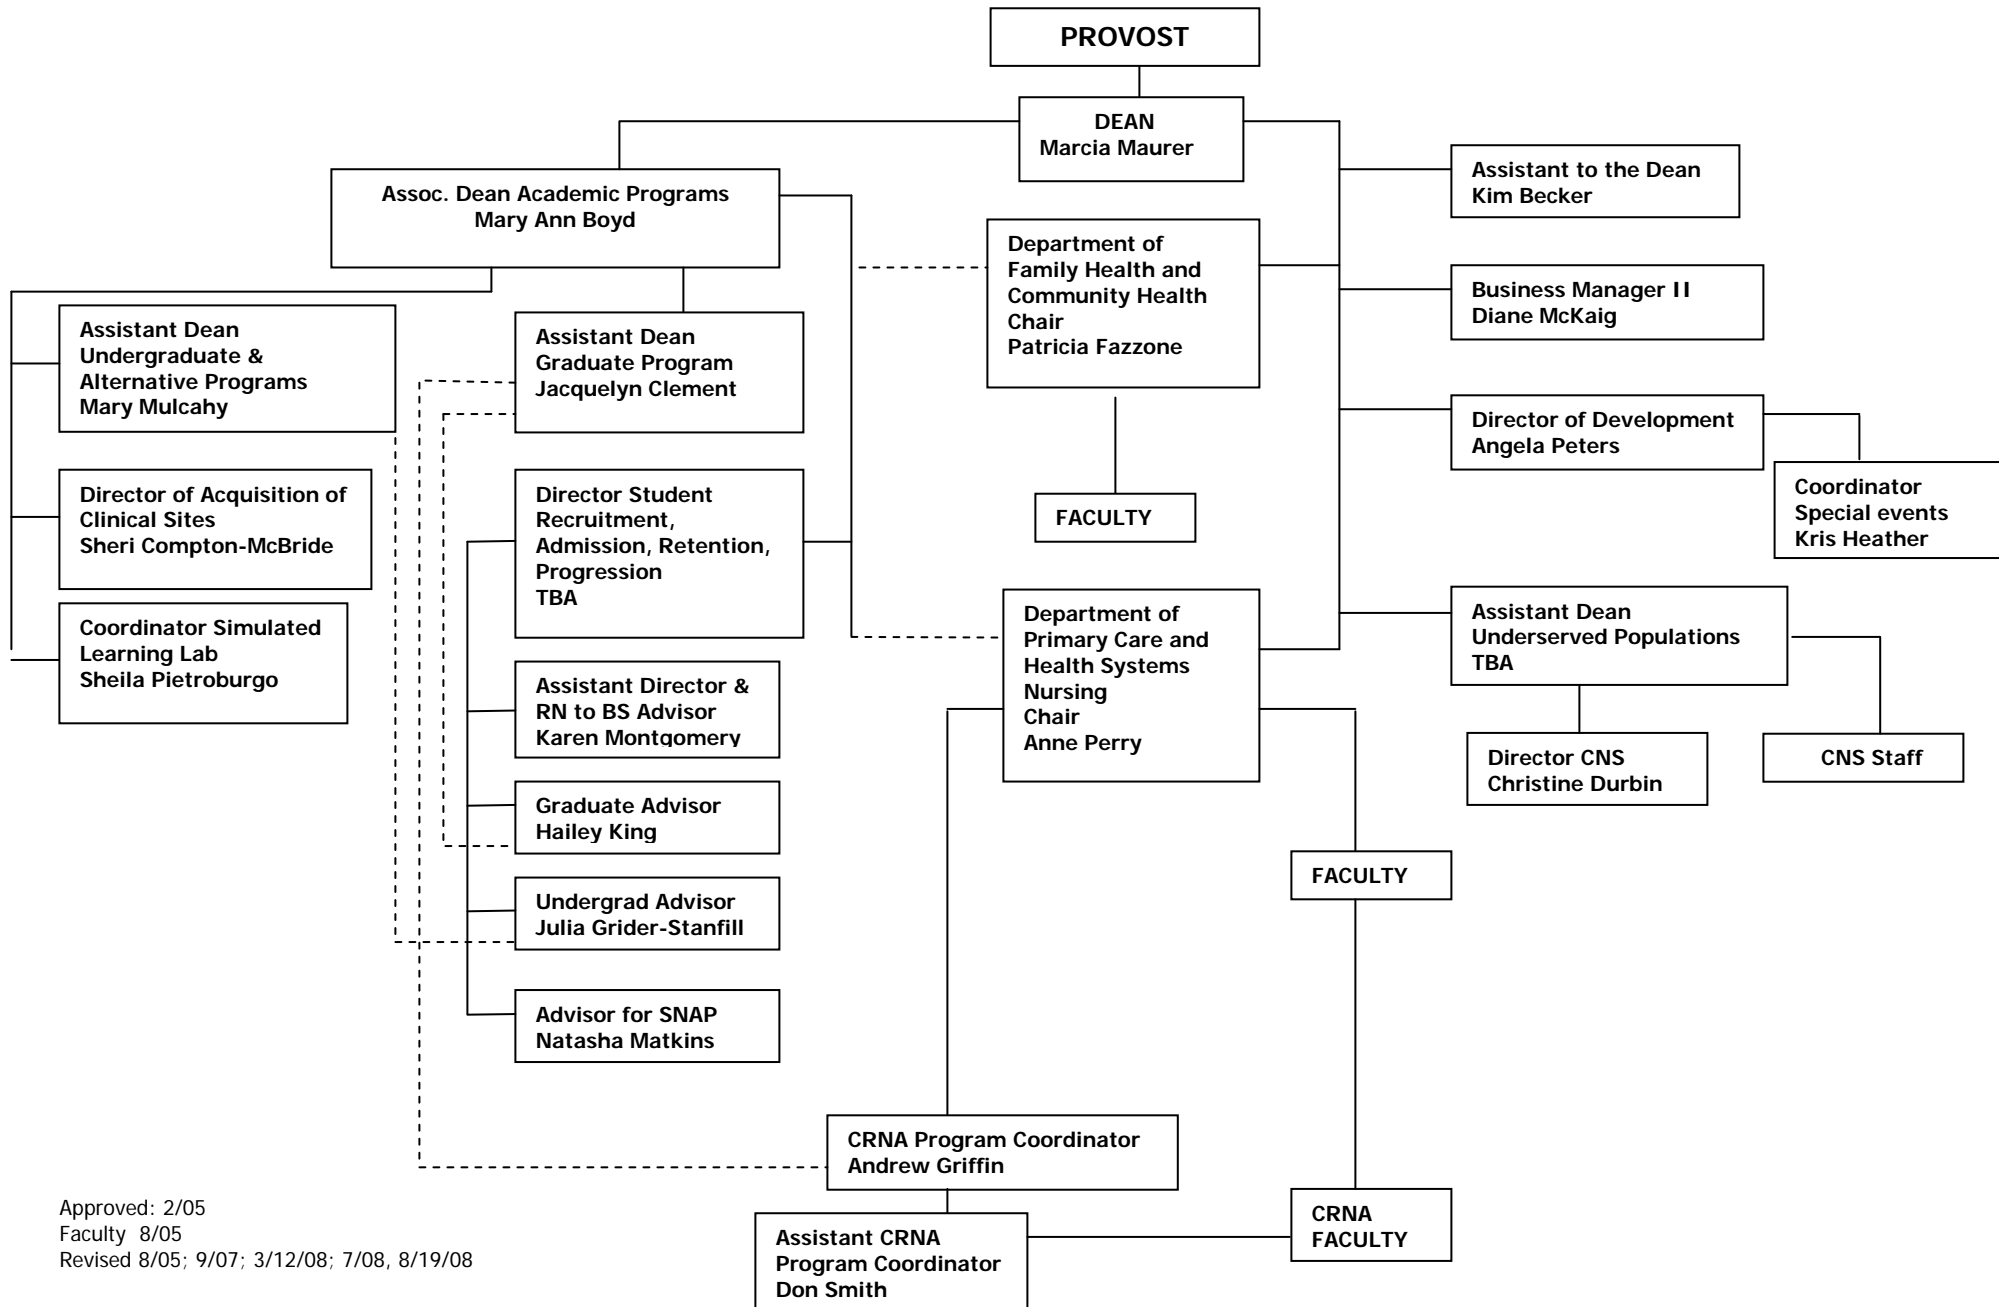 PROVOST
DEAN
Marcia Maurer
Assistant to the Dean
Kim Becker
Assoc. Dean Academic Programs
Mary Ann Boyd
Department of
Family Health and
Community Health
Chair
Patricia Fazzone
Business Manager II
Diane McKaig
Assistant Dean
Undergraduate &
Alternative Programs
Mary Mulcahy
Assistant Dean
Graduate Program
Jacquelyn Clement
Director of Development
Angela Peters
Coordinator
Special events
Kris Heather
Director of Acquisition of
Clinical Sites
Sheri Compton-McBride
Director Student
Recruitment,
Admission, Retention,
Progression
TBA
FACULTY
Coordinator Simulated
Learning Lab
Sheila Pietroburgo
Department of
Primary Care and
Health Systems
Nursing
Chair
Anne Perry
Assistant Dean
Underserved Populations
TBA
Assistant Director &
RN to BS Advisor
Karen Montgomery
Director CNS
Christine Durbin
CNS Staff
Graduate Advisor
Hailey King
FACULTY
Undergrad Advisor
Julia Grider-Stanfill
Advisor for SNAP
Natasha Matkins
CRNA Program Coordinator
Andrew Griffin
CRNA
FACULTY
Assistant CRNA
Program Coordinator
Don Smith
Approved: 2/05
Faculty 8/05
Revised 8/05; 9/07; 3/12/08; 7/08, 8/19/08